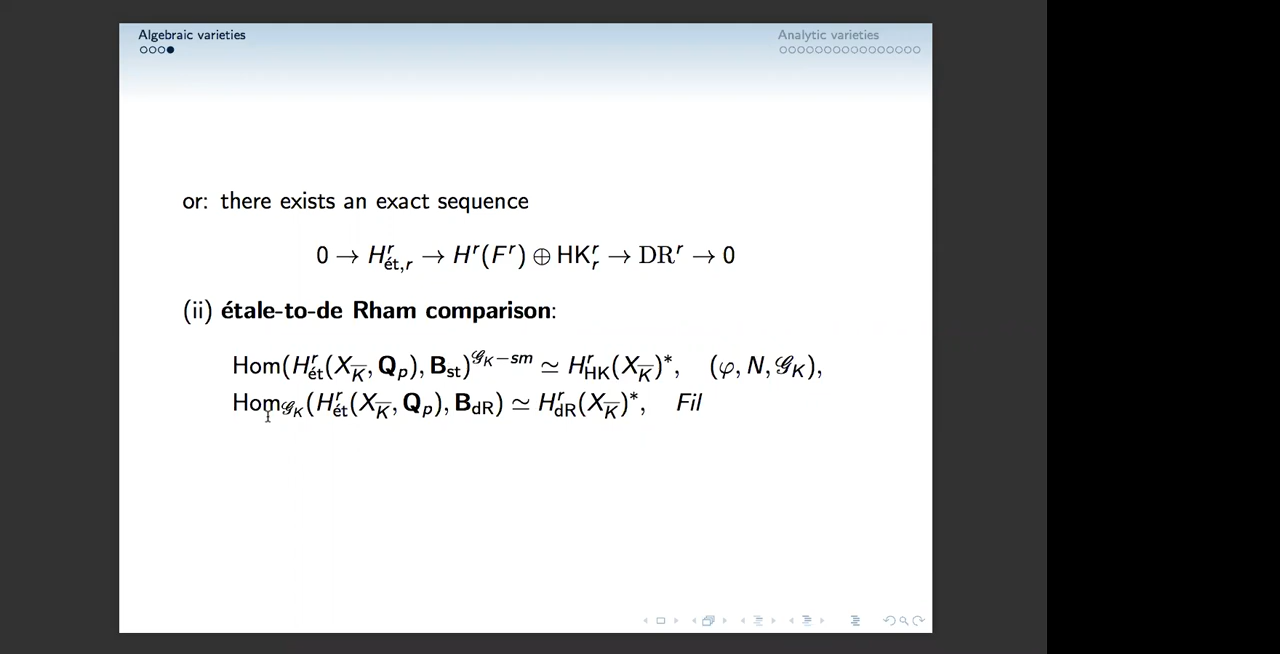 Algebraic varieties
Analytic varieties
or: there exists an exact sequence
0 → H^r_{ét,r} → H^r(F^r) ⊕ HK^r_r → DR^r → 0
(ii) étale-to-de Rham comparison:
Hom(H^r_{ét}(X_{\overline{K}}, Q_p), B_{st})^{𝒢_K−sm} ≃ H^r_{HK}(X_{\overline{K}})^*, (φ, N, 𝒢_K),
Hom_{𝒢_K}(H^r_{ét}(X_{\overline{K}}, Q_p), B_{dR}) ≃ H^r_{dR}(X_{\overline{K}})^*, Fil